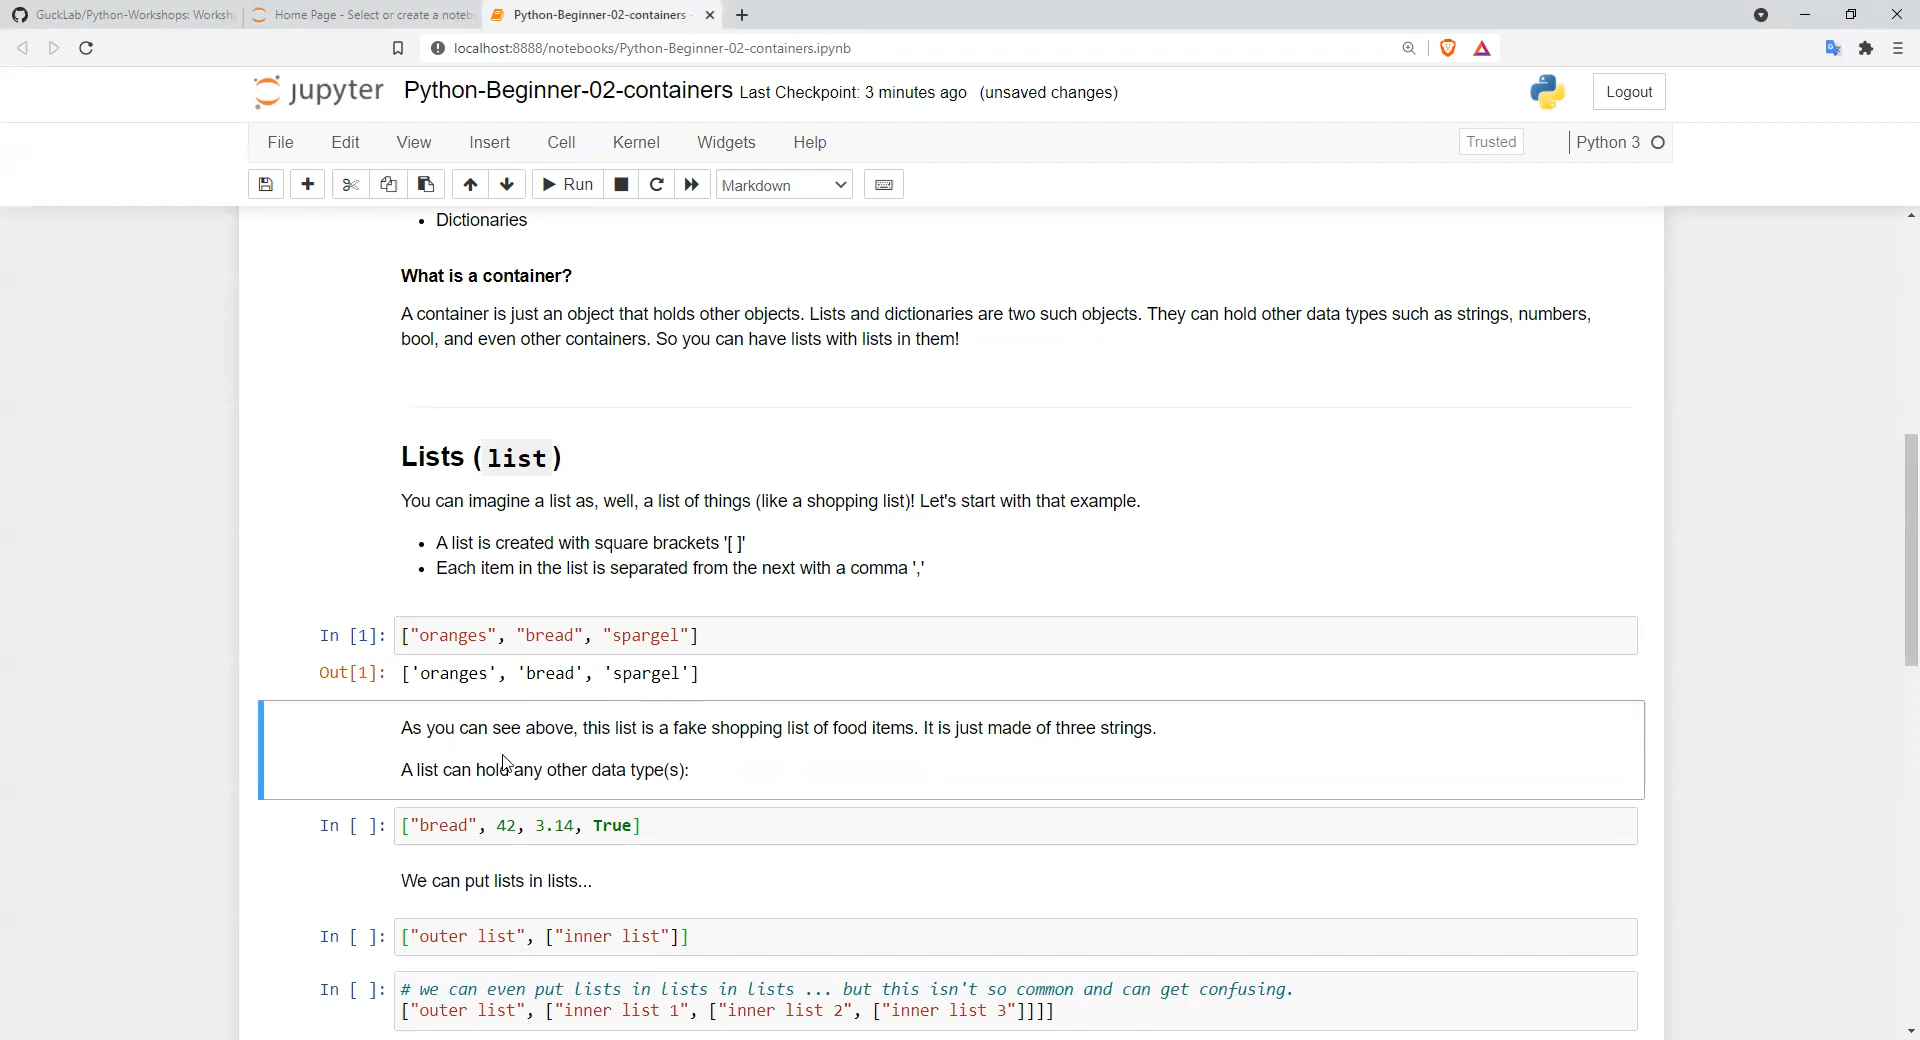 GuckLab/Python-Workshops: Worksh
Home Page - Select or create a noteb
Python-Beginner-02-containers
localhost:8888/notebooks/Python-Beginner-02-containers.ipynb
jupyter Python-Beginner-02-containers Last Checkpoint: 3 minutes ago (unsaved changes)
Logout
File Edit View Insert Cell Kernel Widgets Help
Trusted
Python 3
Run
Markdown
• Dictionaries
What is a container?
A container is just an object that holds other objects. Lists and dictionaries are two such objects. They can hold other data types such as strings, numbers,
bool, and even other containers. So you can have lists with lists in them!
Lists (list)
You can imagine a list as, well, a list of things (like a shopping list)! Let's start with that example.
• A list is created with square brackets '[ ]'
• Each item in the list is separated from the next with a comma ','
In [1]: ["oranges", "bread", "spargel"]
Out[1]: ['oranges', 'bread', 'spargel']
As you can see above, this list is a fake shopping list of food items. It is just made of three strings.
A list can hold any other data type(s):
In [ ]: ["bread", 42, 3.14, True]
We can put lists in lists...
In [ ]: ["outer list", ["inner list"]]
In [ ]: # we can even put lists in lists in lists ... but this isn't so common and can get confusing.
["outer list", ["inner list 1", ["inner list 2", ["inner list 3"]]]]